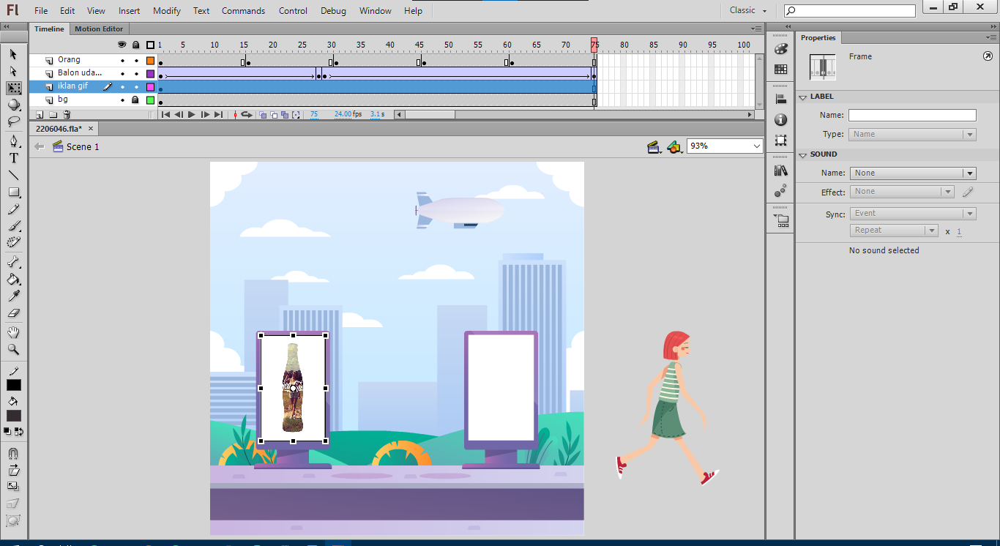 Fl File Edit View Insert Modify Text Commands Control Debug Window Help Classic
Timeline Motion Editor
1 5 10 15 20 25 30 35 40 45 50 55 60 65 70 75 80 85 90 95 100
Orang
Balon uda...
iklan gif
bg
75 24.00 fps 3.1 s
2206046.fla*
Scene 1
93%
T
Properties
Frame
LABEL
Name:
Type: Name
SOUND
Name: None
Effect: None
Sync: Event
Repeat x 1
No sound selected